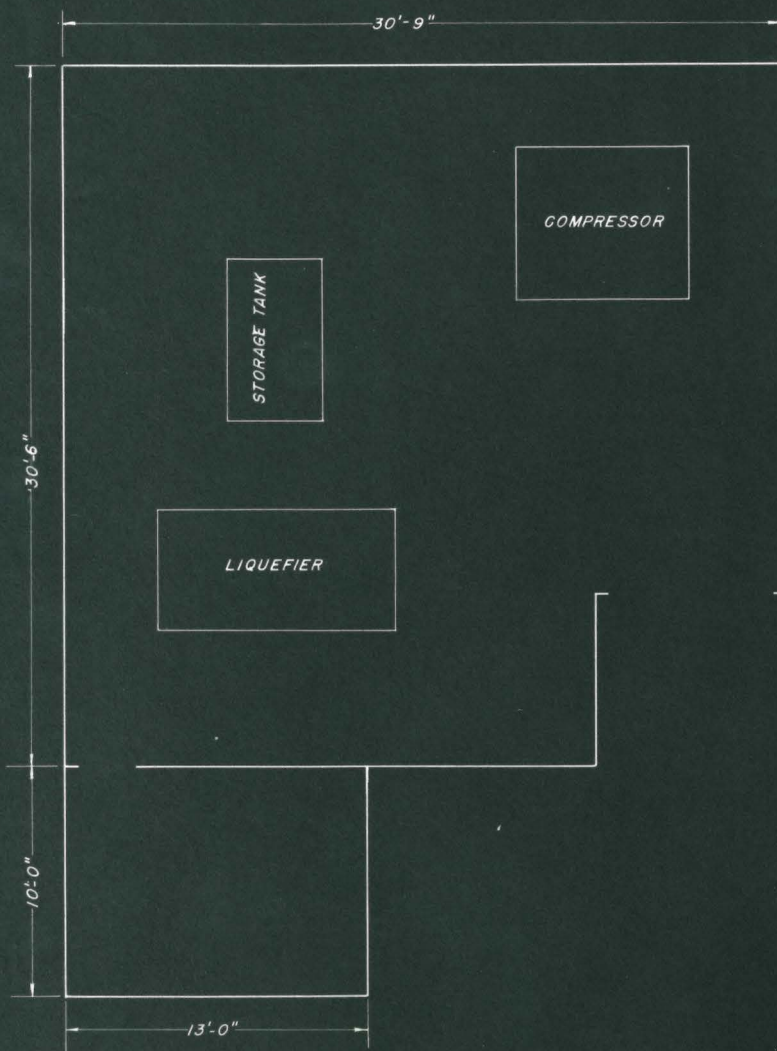 30'-9"
COMPRESSOR
STORAGE TANK
30'-6"
LIQUEFIER
10'-0"
13'-0"